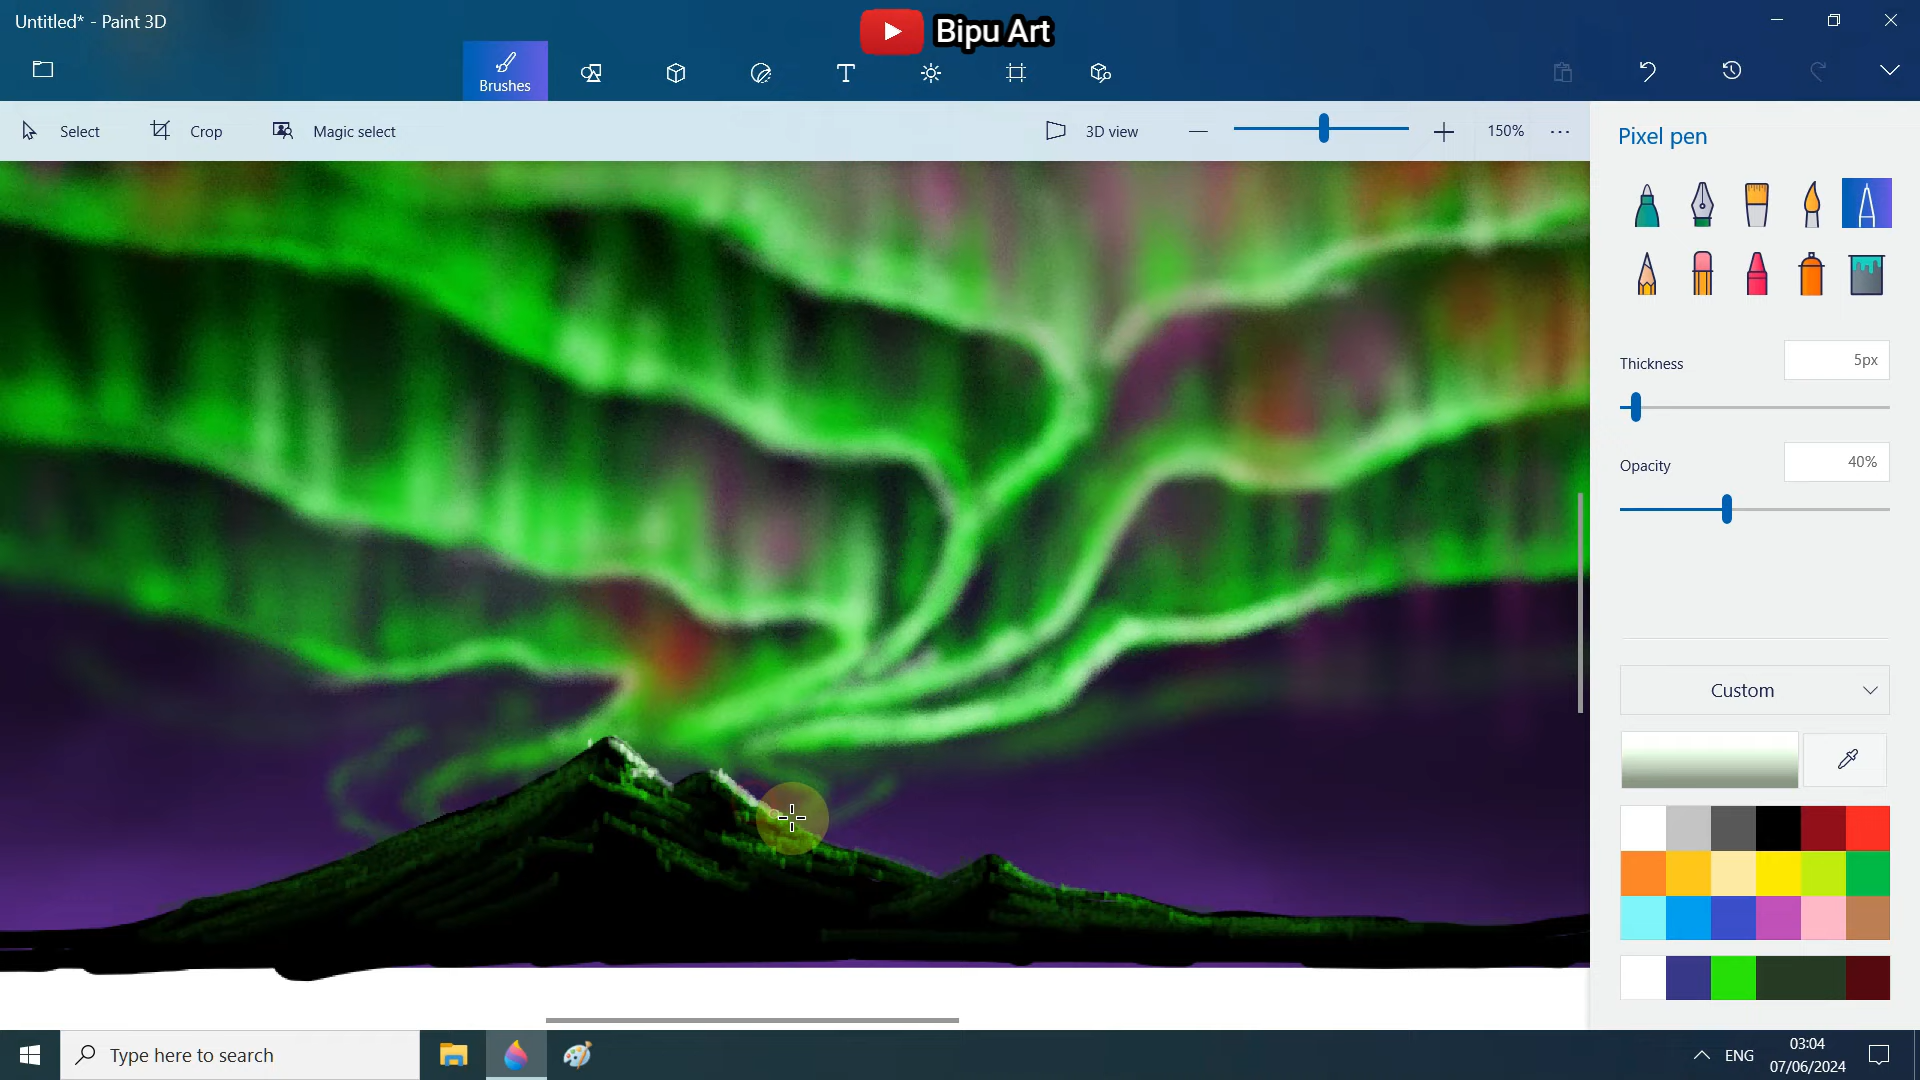 Untitled* - Paint 3D
Bipu Art
Brushes
Select
Crop
Magic select
3D view
150%
Pixel pen
Thickness
5px
Opacity
40%
Custom
Type here to search
ENG
03:04
07/06/2024